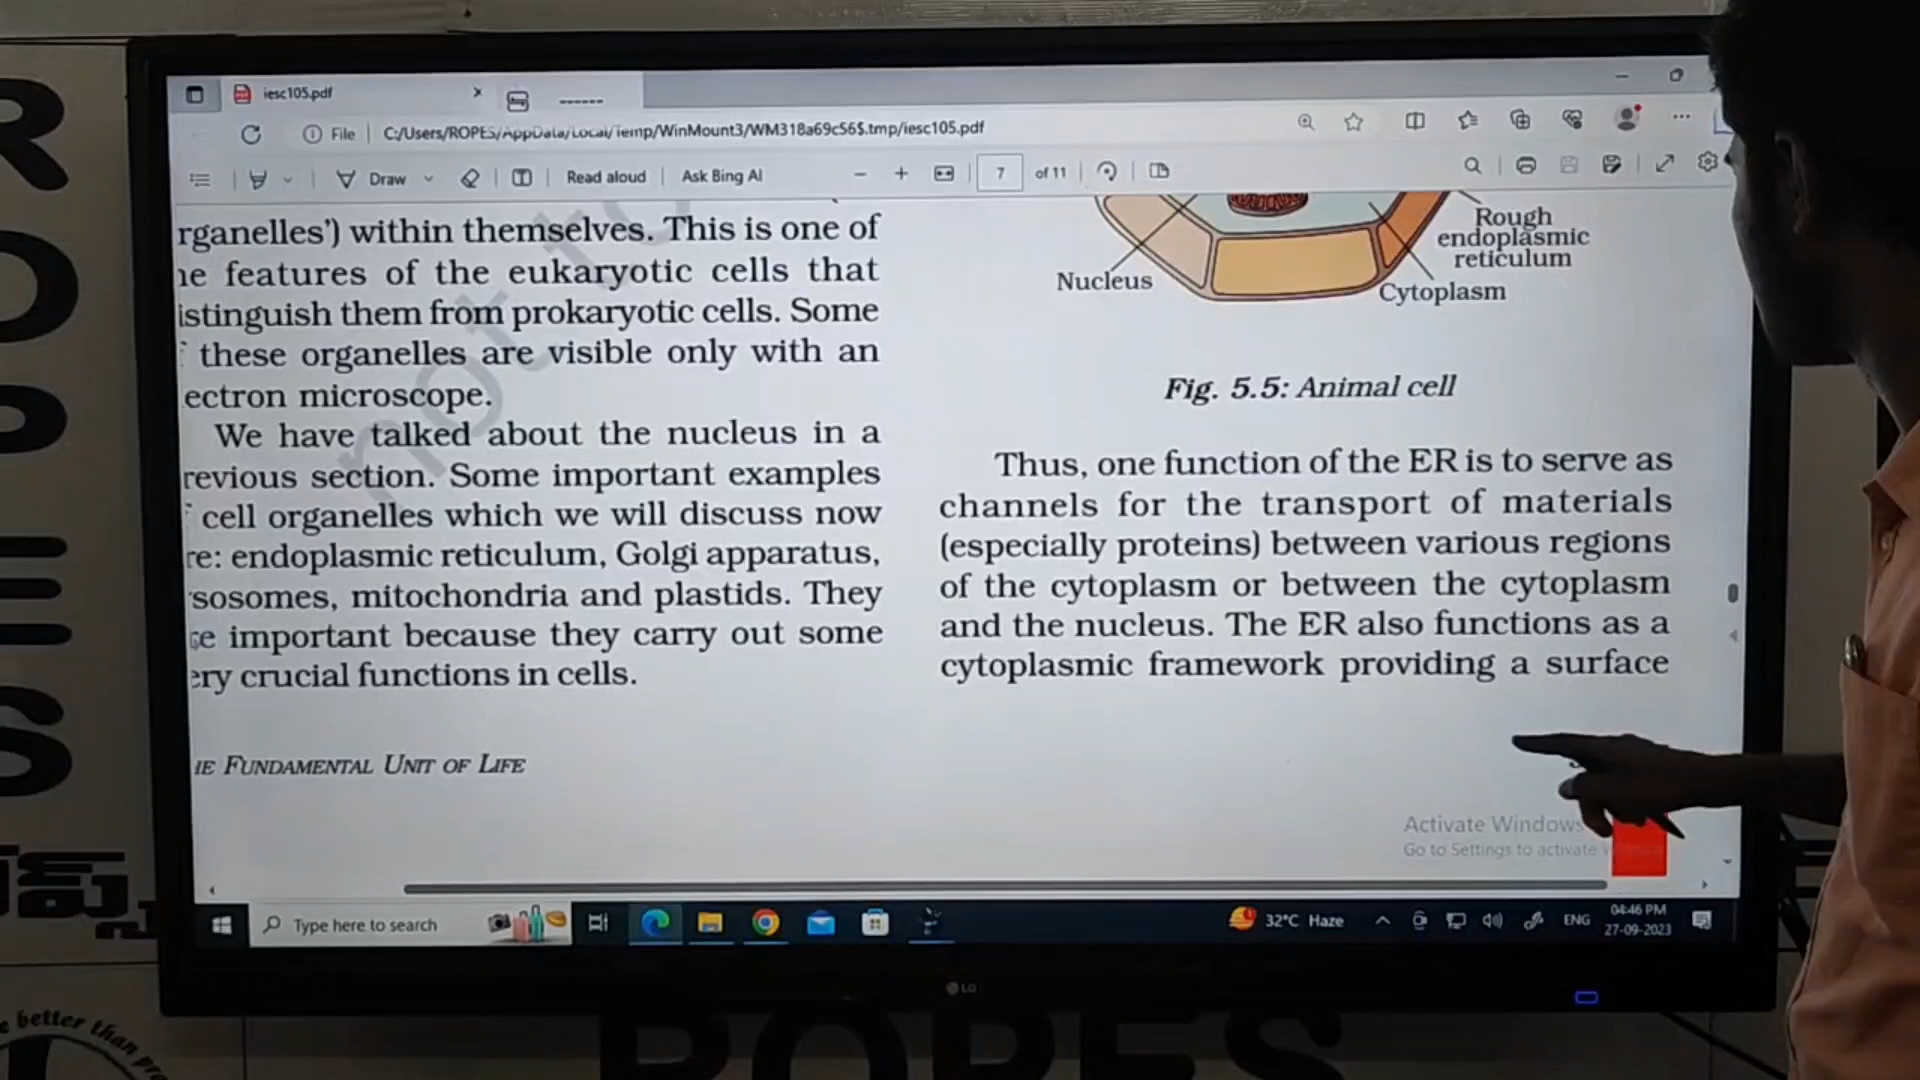 iesc105.pdf
File
C:/Users/ROPES/AppData/Local/Temp/WinMount3/WM318a69c56$.tmp/iesc105.pdf
Draw
Read aloud
Ask Bing AI
7
of 11
rganelles') within themselves. This is one of
features of the eukaryotic cells that
istinguish them from prokaryotic cells. Some
these organelles are visible only with an
ectron microscope.
We have talked about the nucleus in a
revious section. Some important examples
cell organelles which we will discuss now
re: endoplasmic reticulum, Golgi apparatus,
sosomes, mitochondria and plastids. They
important because they carry out some
ery crucial functions in cells.
FUNDAMENTAL UNIT OF LIFE
not to
Nucleus
Rough
endoplasmic
reticulum
Cytoplasm
Fig. 5.5: Animal cell
Thus, one function of the ER is to serve as
channels for the transport of materials
(especially proteins) between various regions
of the cytoplasm or between the cytoplasm
and the nucleus. The ER also functions as a
cytoplasmic framework providing a surface
Activate Windows
Go to Settings to activate
Type here to search
32°C Haze
ENG
04:46 PM
27-09-2023
LG
ROPES
e better than
ROPES